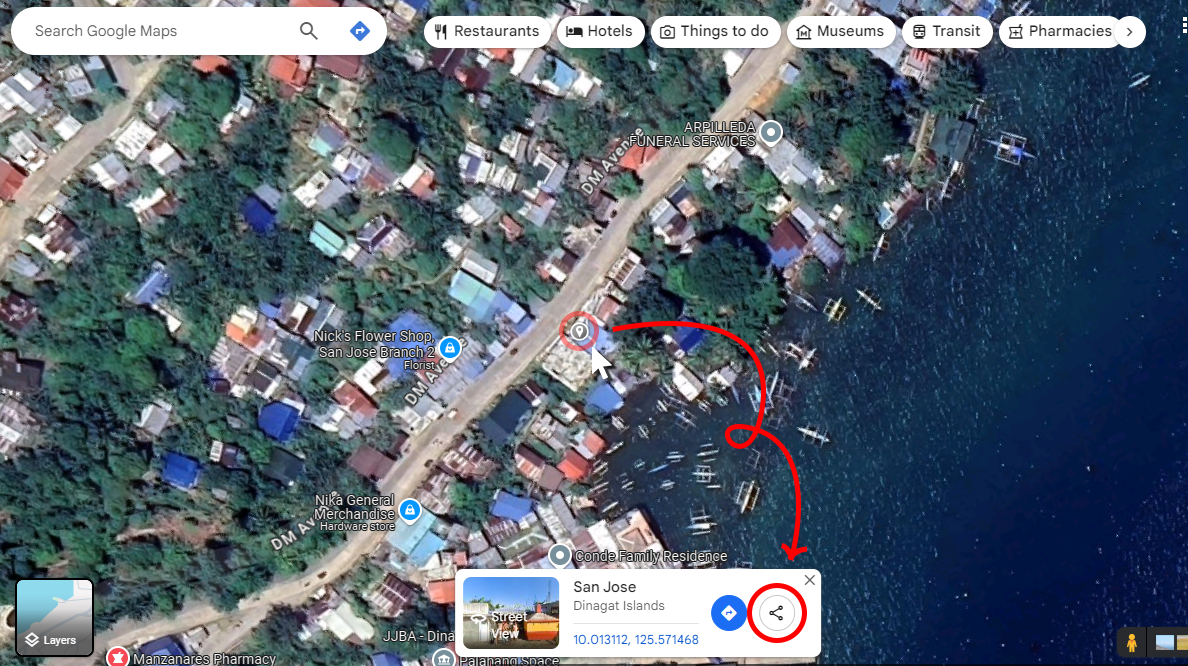 Search Google Maps
Restaurants
Hotels
Things to do
Museums
Transit
Pharmacies
ARPILLEDA
FUNERAL SERVICES
DM Avenue
Nick's Flower Shop,
San Jose Branch 2
Florist
DM Avenue
Nika General
Merchandise
Hardware store
DM Avenue
Conde Family Residence
San Jose
Dinagat Islands
10.013112, 125.571468
Street
View
Layers
JJBA - Dina
Manzanares Pharmacy
Palahang Space